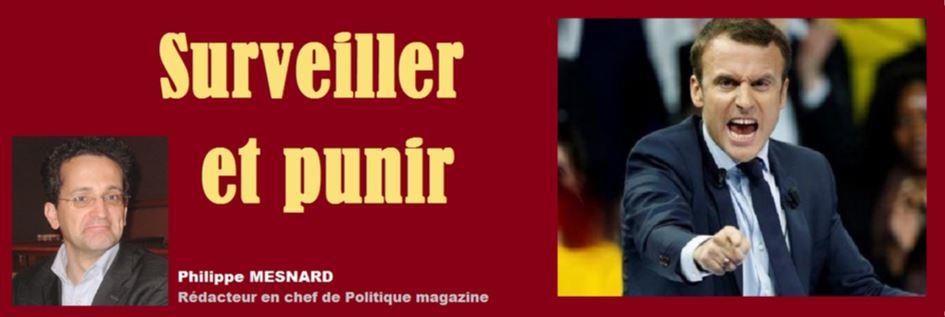 Surveiller
et punir
Philippe MESNARD
Rédacteur en chef de Politique magazine